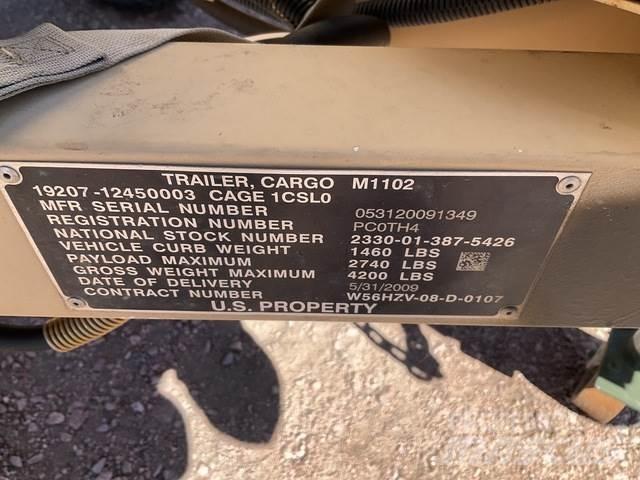 TRAILER, CARGO M1102
19207-12450003 CAGE 1CSL0
MFR SERIAL NUMBER 053120091349
REGISTRATION NUMBER PC0TH4
NATIONAL STOCK NUMBER 2330-01-387-5426
VEHICLE CURB WEIGHT 1460 LBS
PAYLOAD MAXIMUM 2740 LBS
GROSS WEIGHT MAXIMUM 4200 LBS
DATE OF DELIVERY 5/31/2009
CONTRACT NUMBER W56HZV-08-D-0107
U.S. PROPERTY